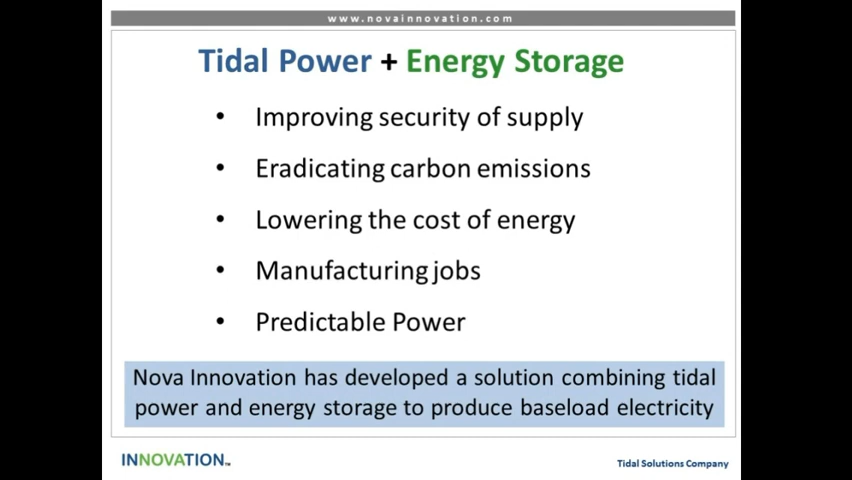 www.novainnovation.com
Tidal Power + Energy Storage
• Improving security of supply
• Eradicating carbon emissions
• Lowering the cost of energy
• Manufacturing jobs
• Predictable Power
Nova Innovation has developed a solution combining tidal
power and energy storage to produce baseload electricity
INNOVATION™
Tidal Solutions Company